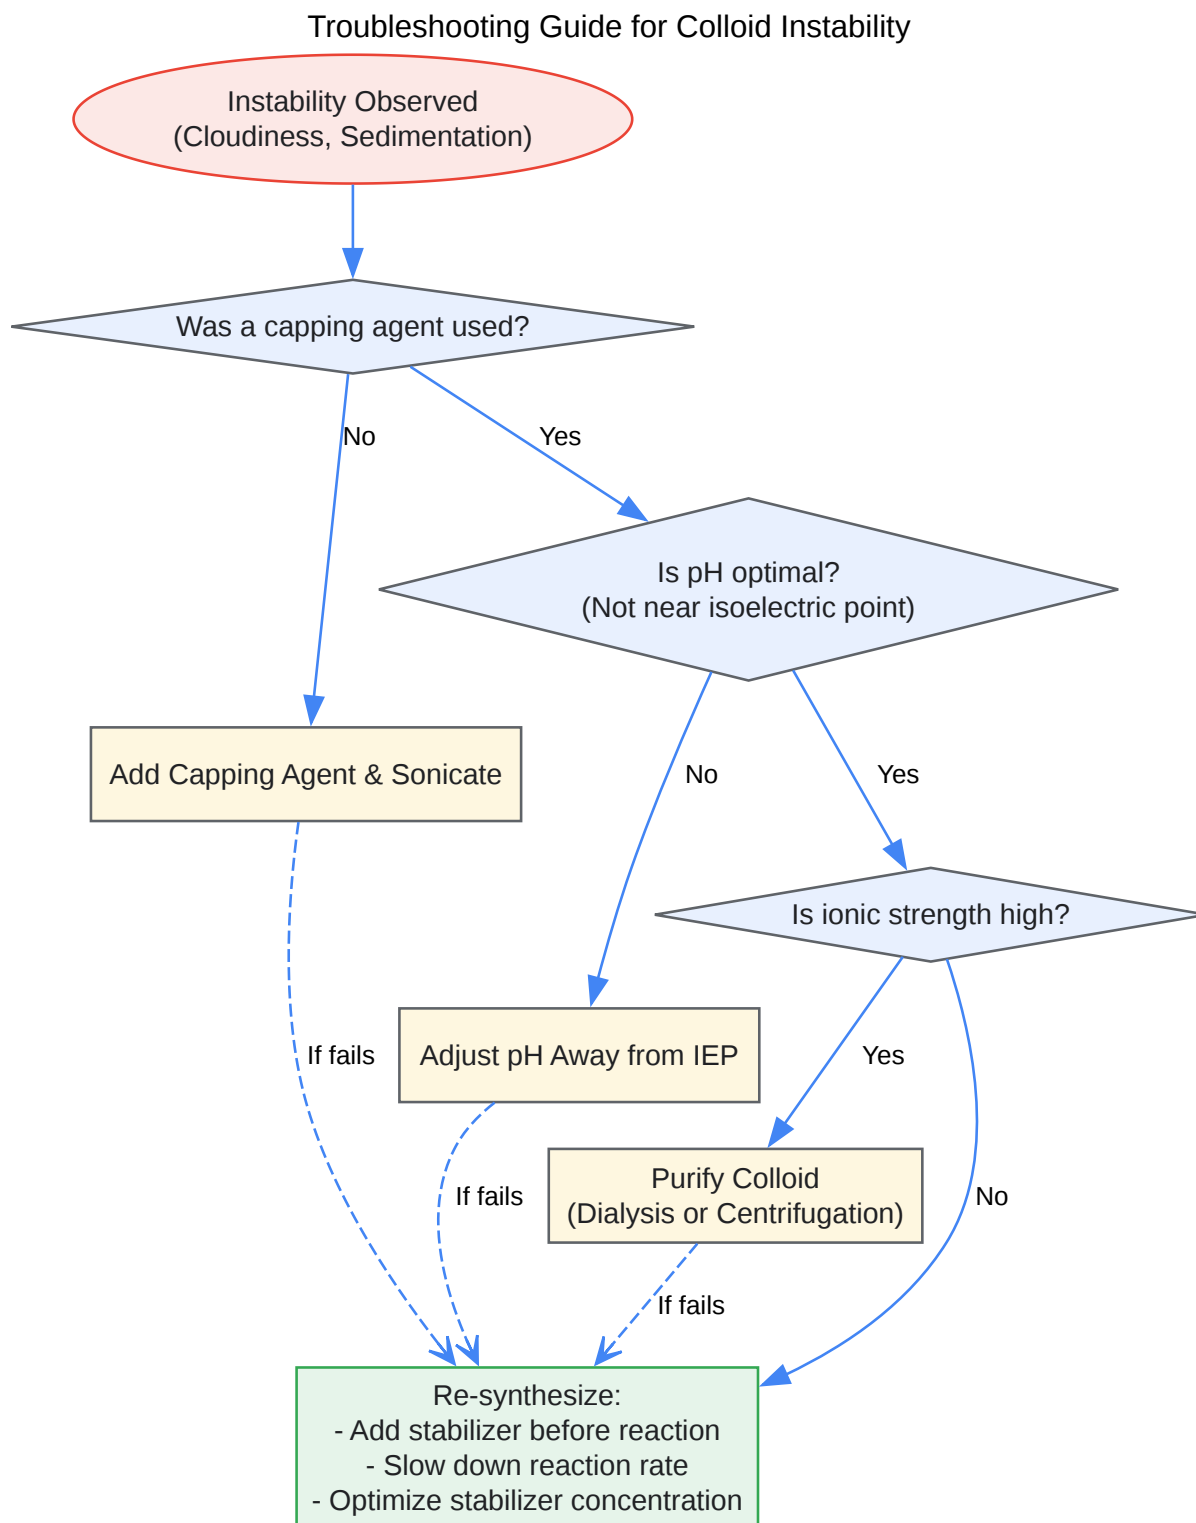 Troubleshooting Guide for Colloid Instability
Instability Observed
(Cloudiness, Sedimentation)
Was a capping agent used?
No
Yes
Is pH optimal?
(Not near isoelectric point)
Add Capping Agent & Sonicate
No
Yes
Is ionic strength high?
If fails
Adjust pH Away from IEP
Yes
If fails
Purify Colloid
(Dialysis or Centrifugation)
No
If fails
Re-synthesize:
- Add stabilizer before reaction
- Slow down reaction rate
- Optimize stabilizer concentration